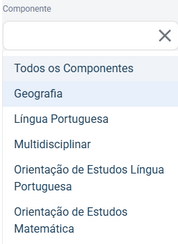 Componente
Todos os Componentes
Geografia
Língua Portuguesa
Multidisciplinar
Orientação de Estudos Língua
Portuguesa
Orientação de Estudos
Matemática